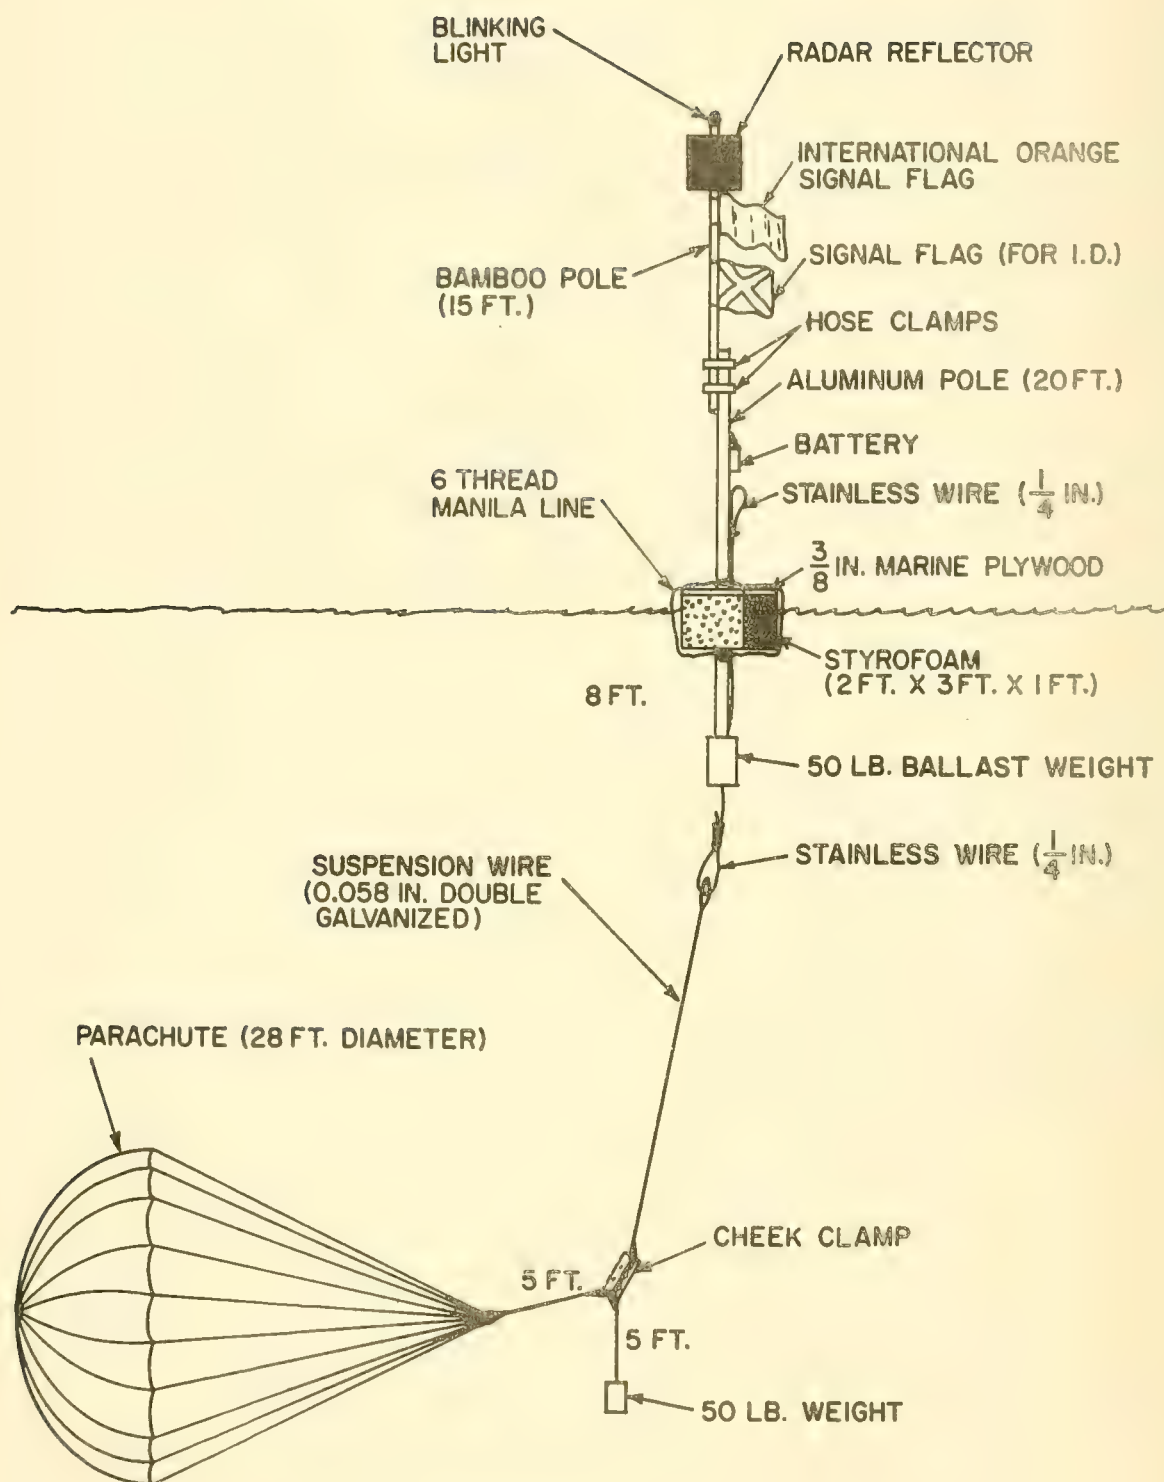 BLINKING
LIGHT
RADAR REFLECTOR
INTERNATIONAL ORANGE
SIGNAL FLAG
SIGNAL FLAG (FOR I.D.)
BAMBOO POLE
(15 FT.)
HOSE CLAMPS
ALUMINUM POLE (20 FT.)
BATTERY
6 THREAD
MANILA LINE
STAINLESS WIRE (1/4 IN.)
3/8 IN. MARINE PLYWOOD
STYROFOAM
(2 FT. X 3 FT. X 1 FT.)
8 FT.
50 LB. BALLAST WEIGHT
STAINLESS WIRE (1/4 IN.)
SUSPENSION WIRE
(0.058 IN. DOUBLE
GALVANIZED)
PARACHUTE (28 FT. DIAMETER)
CHEEK CLAMP
5 FT.
5 FT.
50 LB. WEIGHT